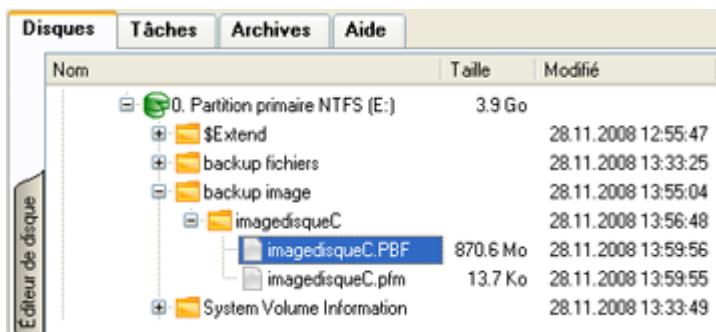 Disques Tâches Archives Aide
Nom Taille Modifié
0. Partition primaire NTFS (E:) 3.9 Go
$Extend 28.11.2008 12:55:47
backup fichiers 28.11.2008 13:33:25
backup image 28.11.2008 13:55:04
imagedisqueC 28.11.2008 13:56:48
imagedisqueC.PBF 870.6 Mo 28.11.2008 13:59:56
imagedisqueC.pfm 13.7 Ko 28.11.2008 13:59:55
System Volume Information 28.11.2008 13:33:49
Éditeur de disque